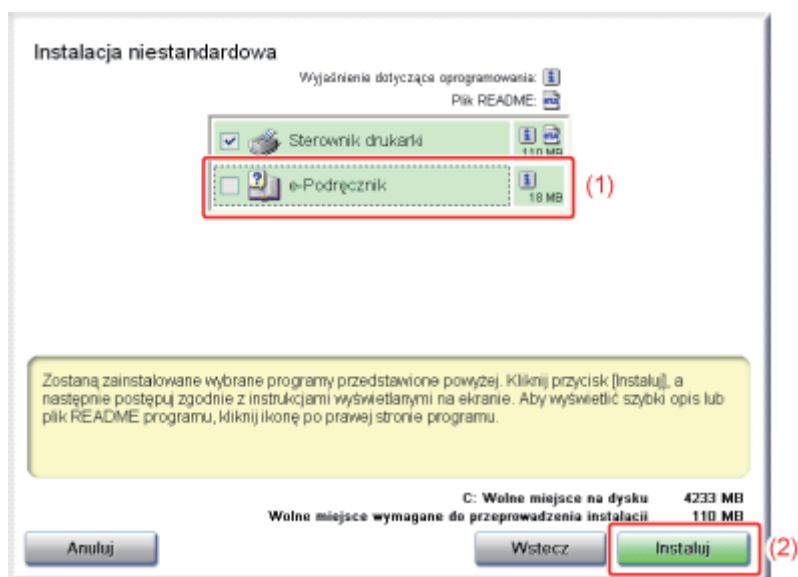 Instalacja niestandardowa
Wyjaśnienie dotyczące oprogramowania:
Plik README:
Sterownik drukarki
110 MB
e-Podręcznik
18 MB
(1)
Zostaną zainstalowane wybrane programy przedstawione powyżej. Kliknij przycisk [Instaluj], a
następnie postępuj zgodnie z instrukcjami wyświetlanymi na ekranie. Aby wyświetlić szybki opis lub
plik README programu, kliknij ikonę po prawej stronie programu.
C: Wolne miejsce na dysku 4233 MB
Wolne miejsce wymagane do przeprowadzenia instalacji 110 MB
Anuluj Wstecz Instaluj (2)